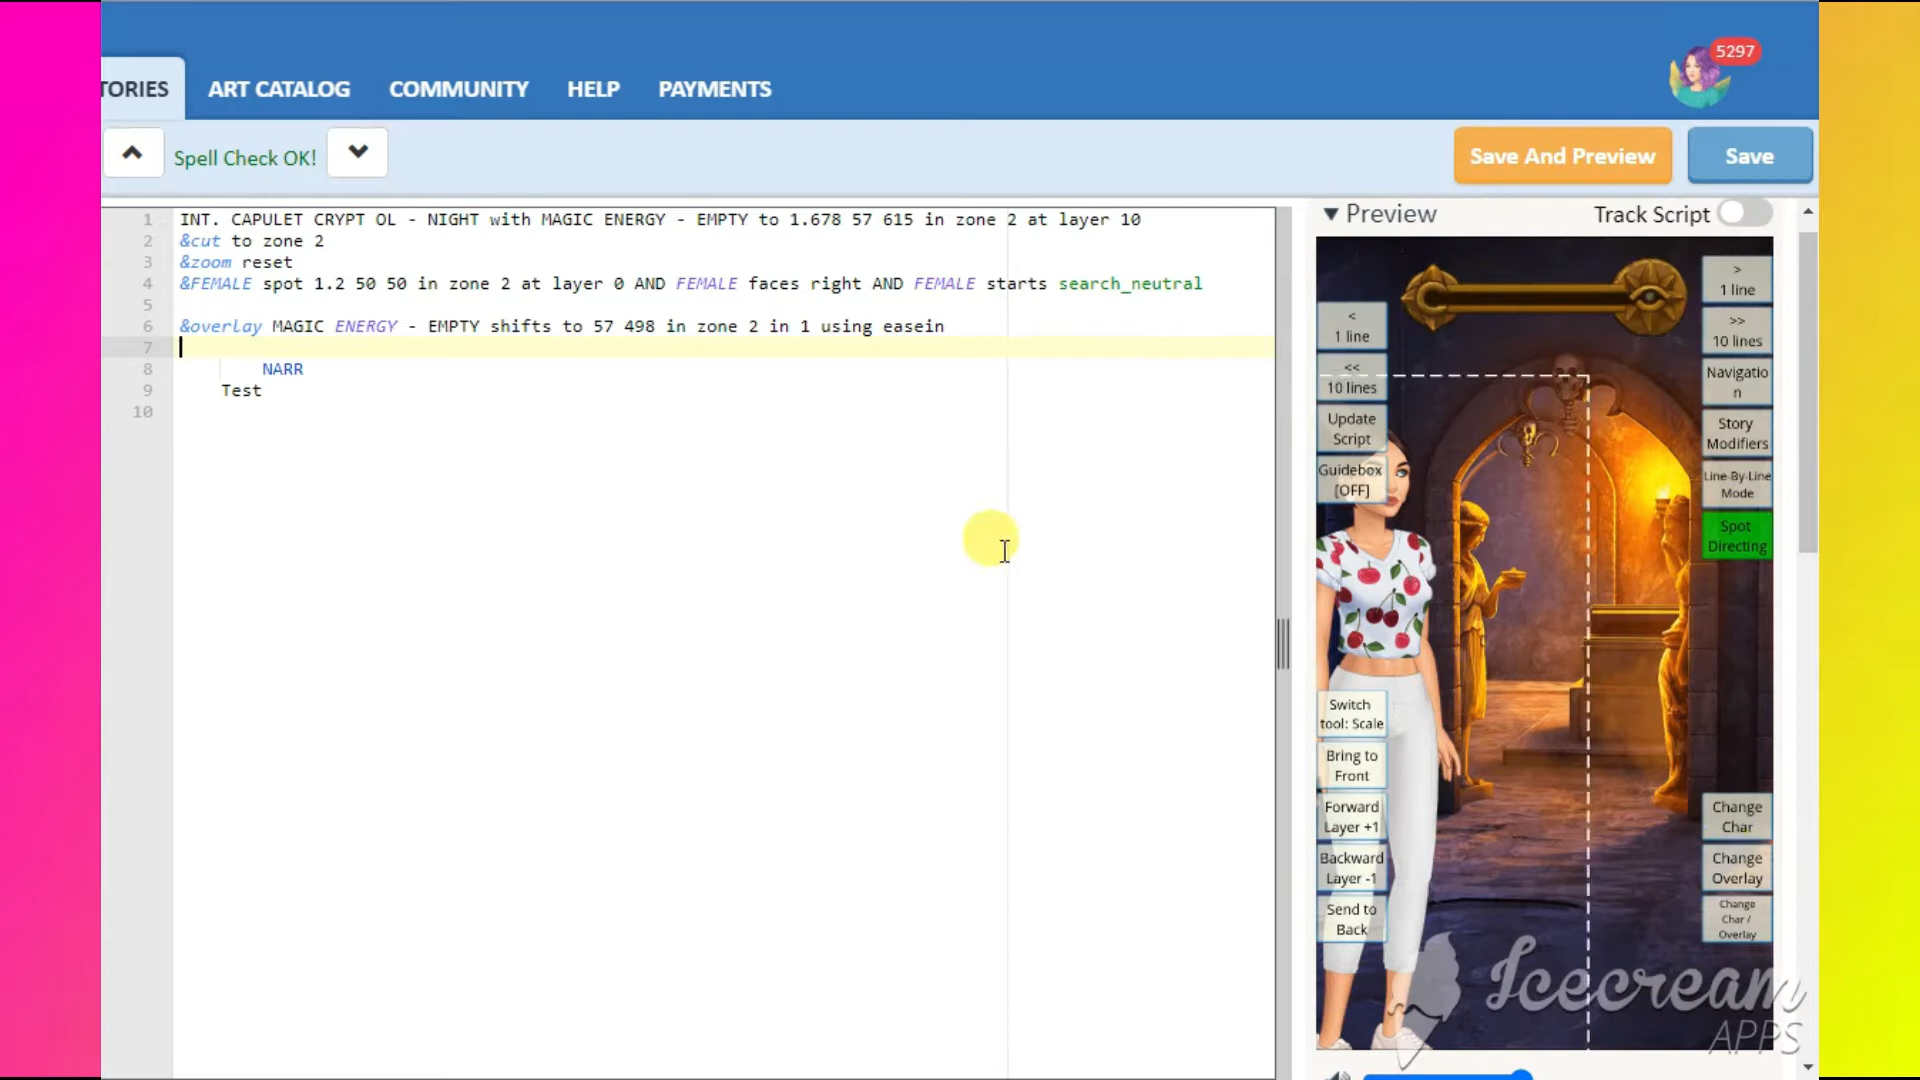 5297
TORIES ART CATALOG COMMUNITY HELP PAYMENTS
Spell Check OK!
Save And Preview Save
1 INT. CAPULET CRYPT OL - NIGHT with MAGIC ENERGY - EMPTY to 1.678 57 615 in zone 2 at layer 10
2 &cut to zone 2
3 &zoom reset
4 &FEMALE spot 1.2 50 50 in zone 2 at layer 0 AND FEMALE faces right AND FEMALE starts search_neutral
5
6 &overlay MAGIC ENERGY - EMPTY shifts to 57 498 in zone 2 in 1 using easein
7
8 NARR
9 Test
10
▼ Preview Track Script
<
1 line
<<
10 lines
Update
Script
Guidebox
[OFF]
Switch
tool: Scale
Bring to
Front
Forward
Layer +1
Backward
Layer -1
Send to
Back
>
1 line
>>
10 lines
Navigatio
n
Story
Modifiers
Line-By-Line
Mode
Spot
Directing
Change
Char
Change
Overlay
Change
Char /
Overlay
Icecream
APPS